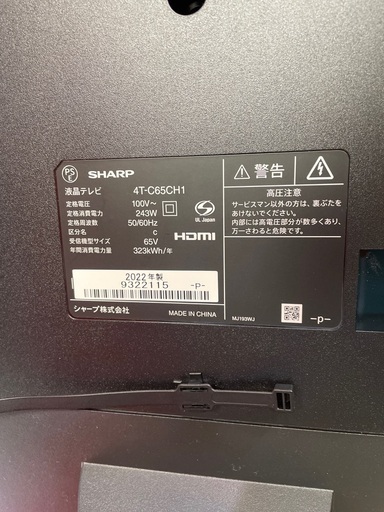 PS
E
SHARP
液晶テレビ 4T-C65CH1
定格電圧 100V～
定格消費電力 243W
定格周波数 50/60Hz
区分名 C
受信機型サイズ 65V
年間消費電力量 323kWh/年
UL Japan
HDMI
2022年製
9322115 -P-
シャープ株式会社 MADE IN CHINA
警告
高圧注意
サービスマン以外の方は、裏ぶたを
あけないでください。
内部には高電圧部分が数多くあり、
万一さわると危険です。
MJ193WJ
-P-